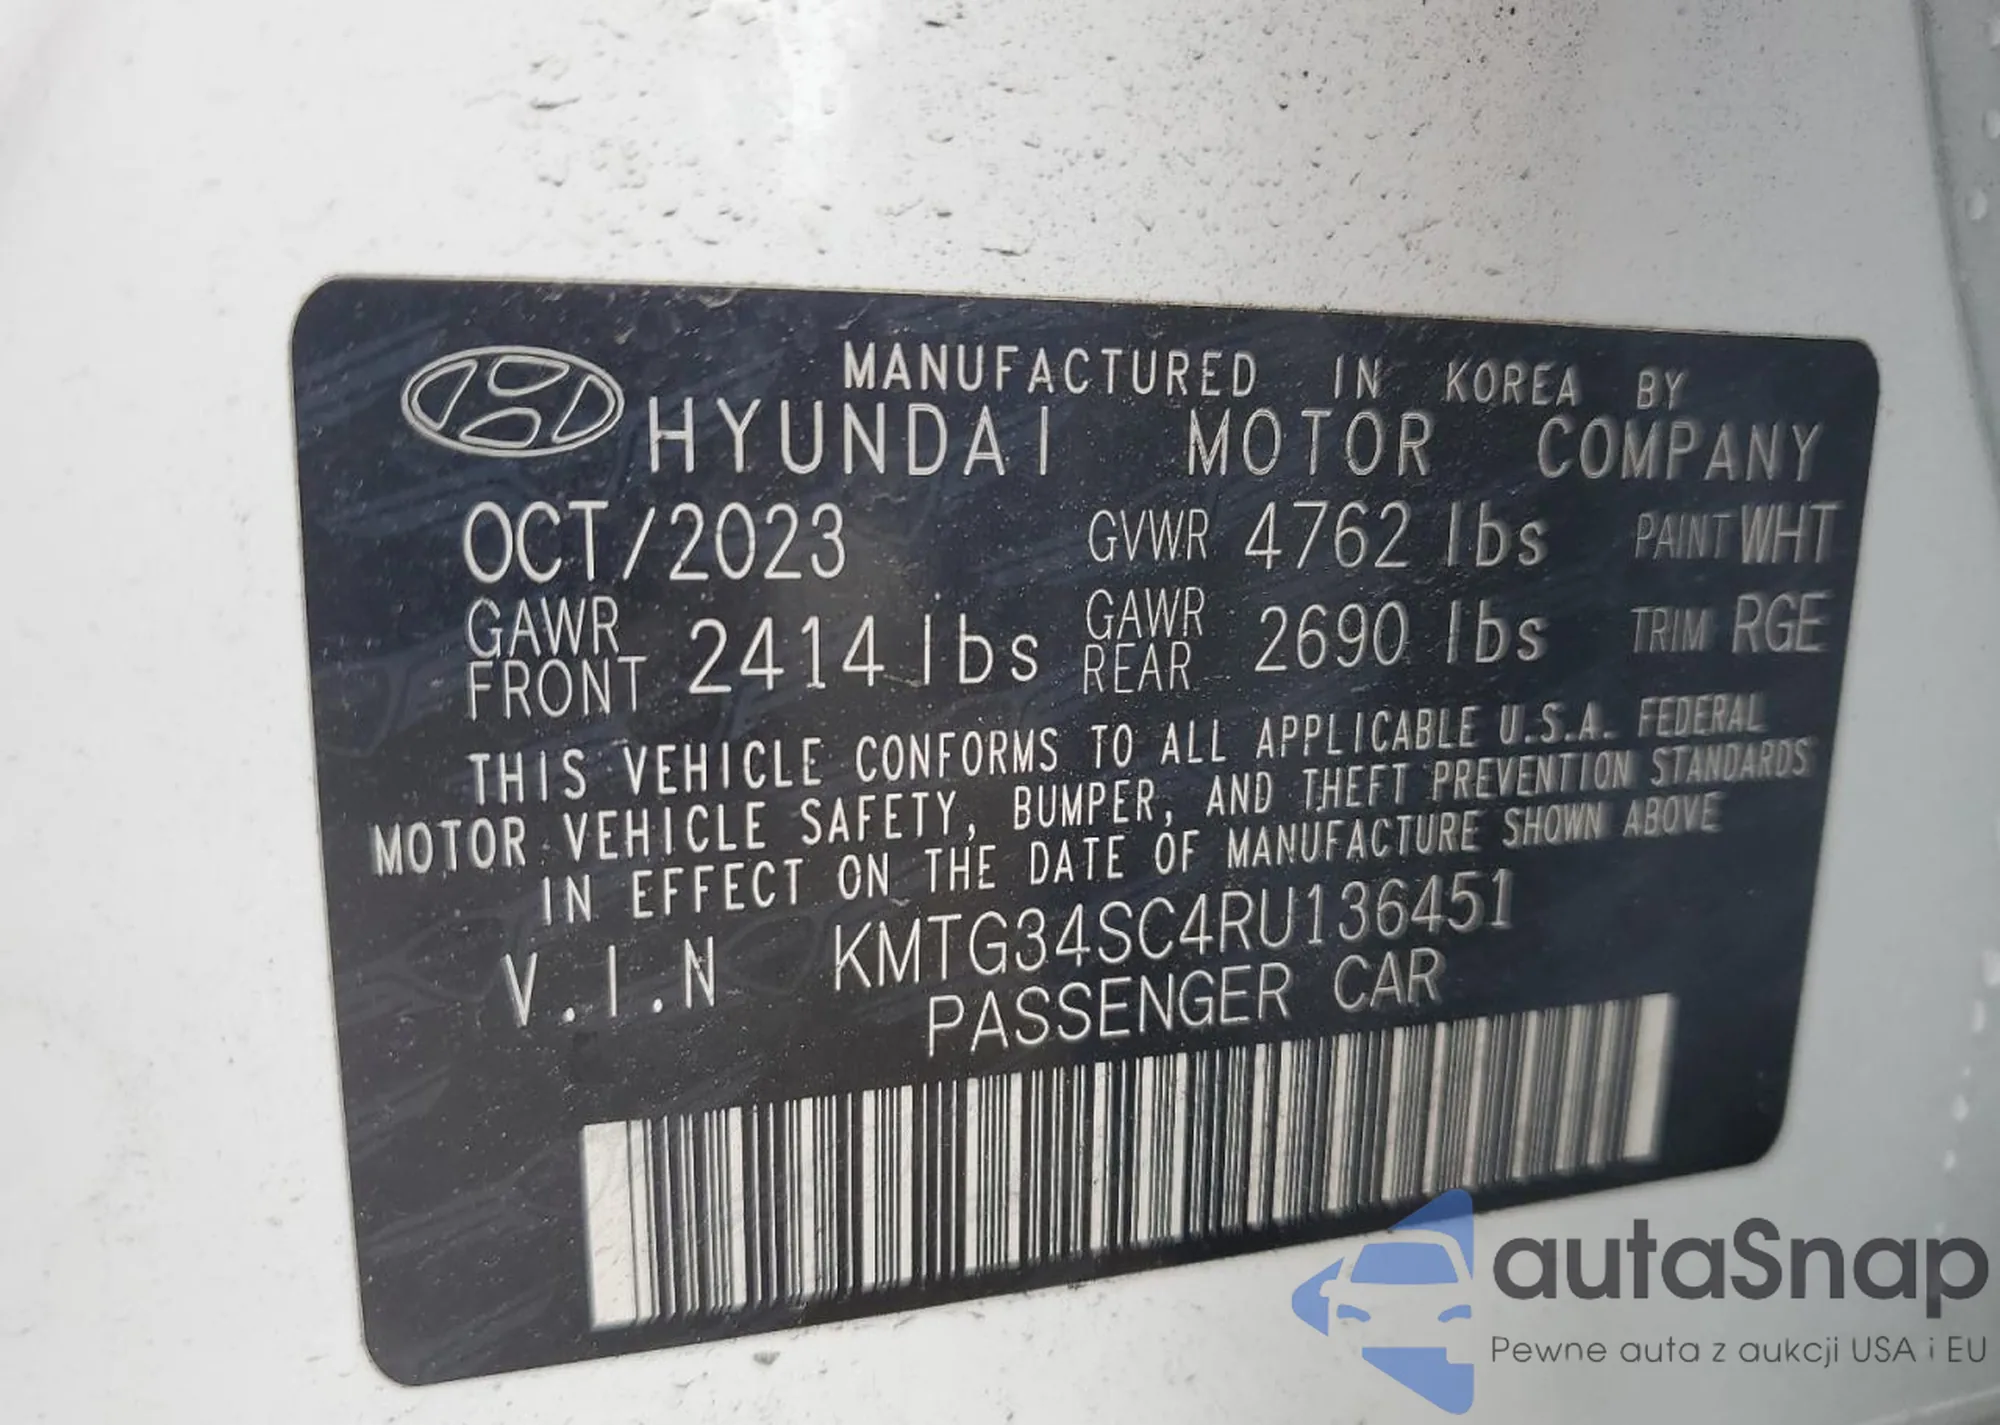 MANUFACTURED IN KOREA BY
HYUNDAI MOTOR COMPANY
OCT/2023 GVWR 4762 lbs PAINT WHT
GAWR FRONT 2414 lbs GAWR REAR 2690 lbs TRIM RGE
THIS VEHICLE CONFORMS TO ALL APPLICABLE U.S.A. FEDERAL
MOTOR VEHICLE SAFETY, BUMPER, AND THEFT PREVENTION STANDARDS
IN EFFECT ON THE DATE OF MANUFACTURE SHOWN ABOVE
V.I.N KMTG34SC4RU136451
PASSENGER CAR
autaSnap
Pewne auta z aukcji USA i EU